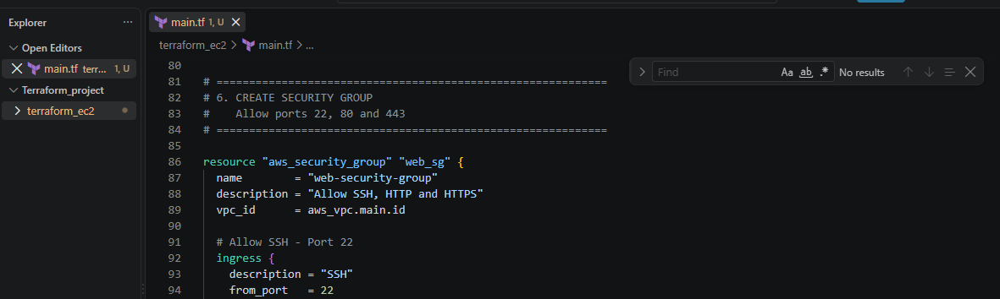 Explorer ...
Open Editors
main.tf terr... 1, U
Terraform_project
terraform_ec2
main.tf 1, U
terraform_ec2 > main.tf > ...
Find Aa ab .* No results
80
81 # ============================================================
82 # 6. CREATE SECURITY GROUP
83 #    Allow ports 22, 80 and 443
84 # ============================================================
85
86 resource "aws_security_group" "web_sg" {
87   name        = "web-security-group"
88   description = "Allow SSH, HTTP and HTTPS"
89   vpc_id      = aws_vpc.main.id
90
91   # Allow SSH - Port 22
92   ingress {
93     description = "SSH"
94     from_port   = 22